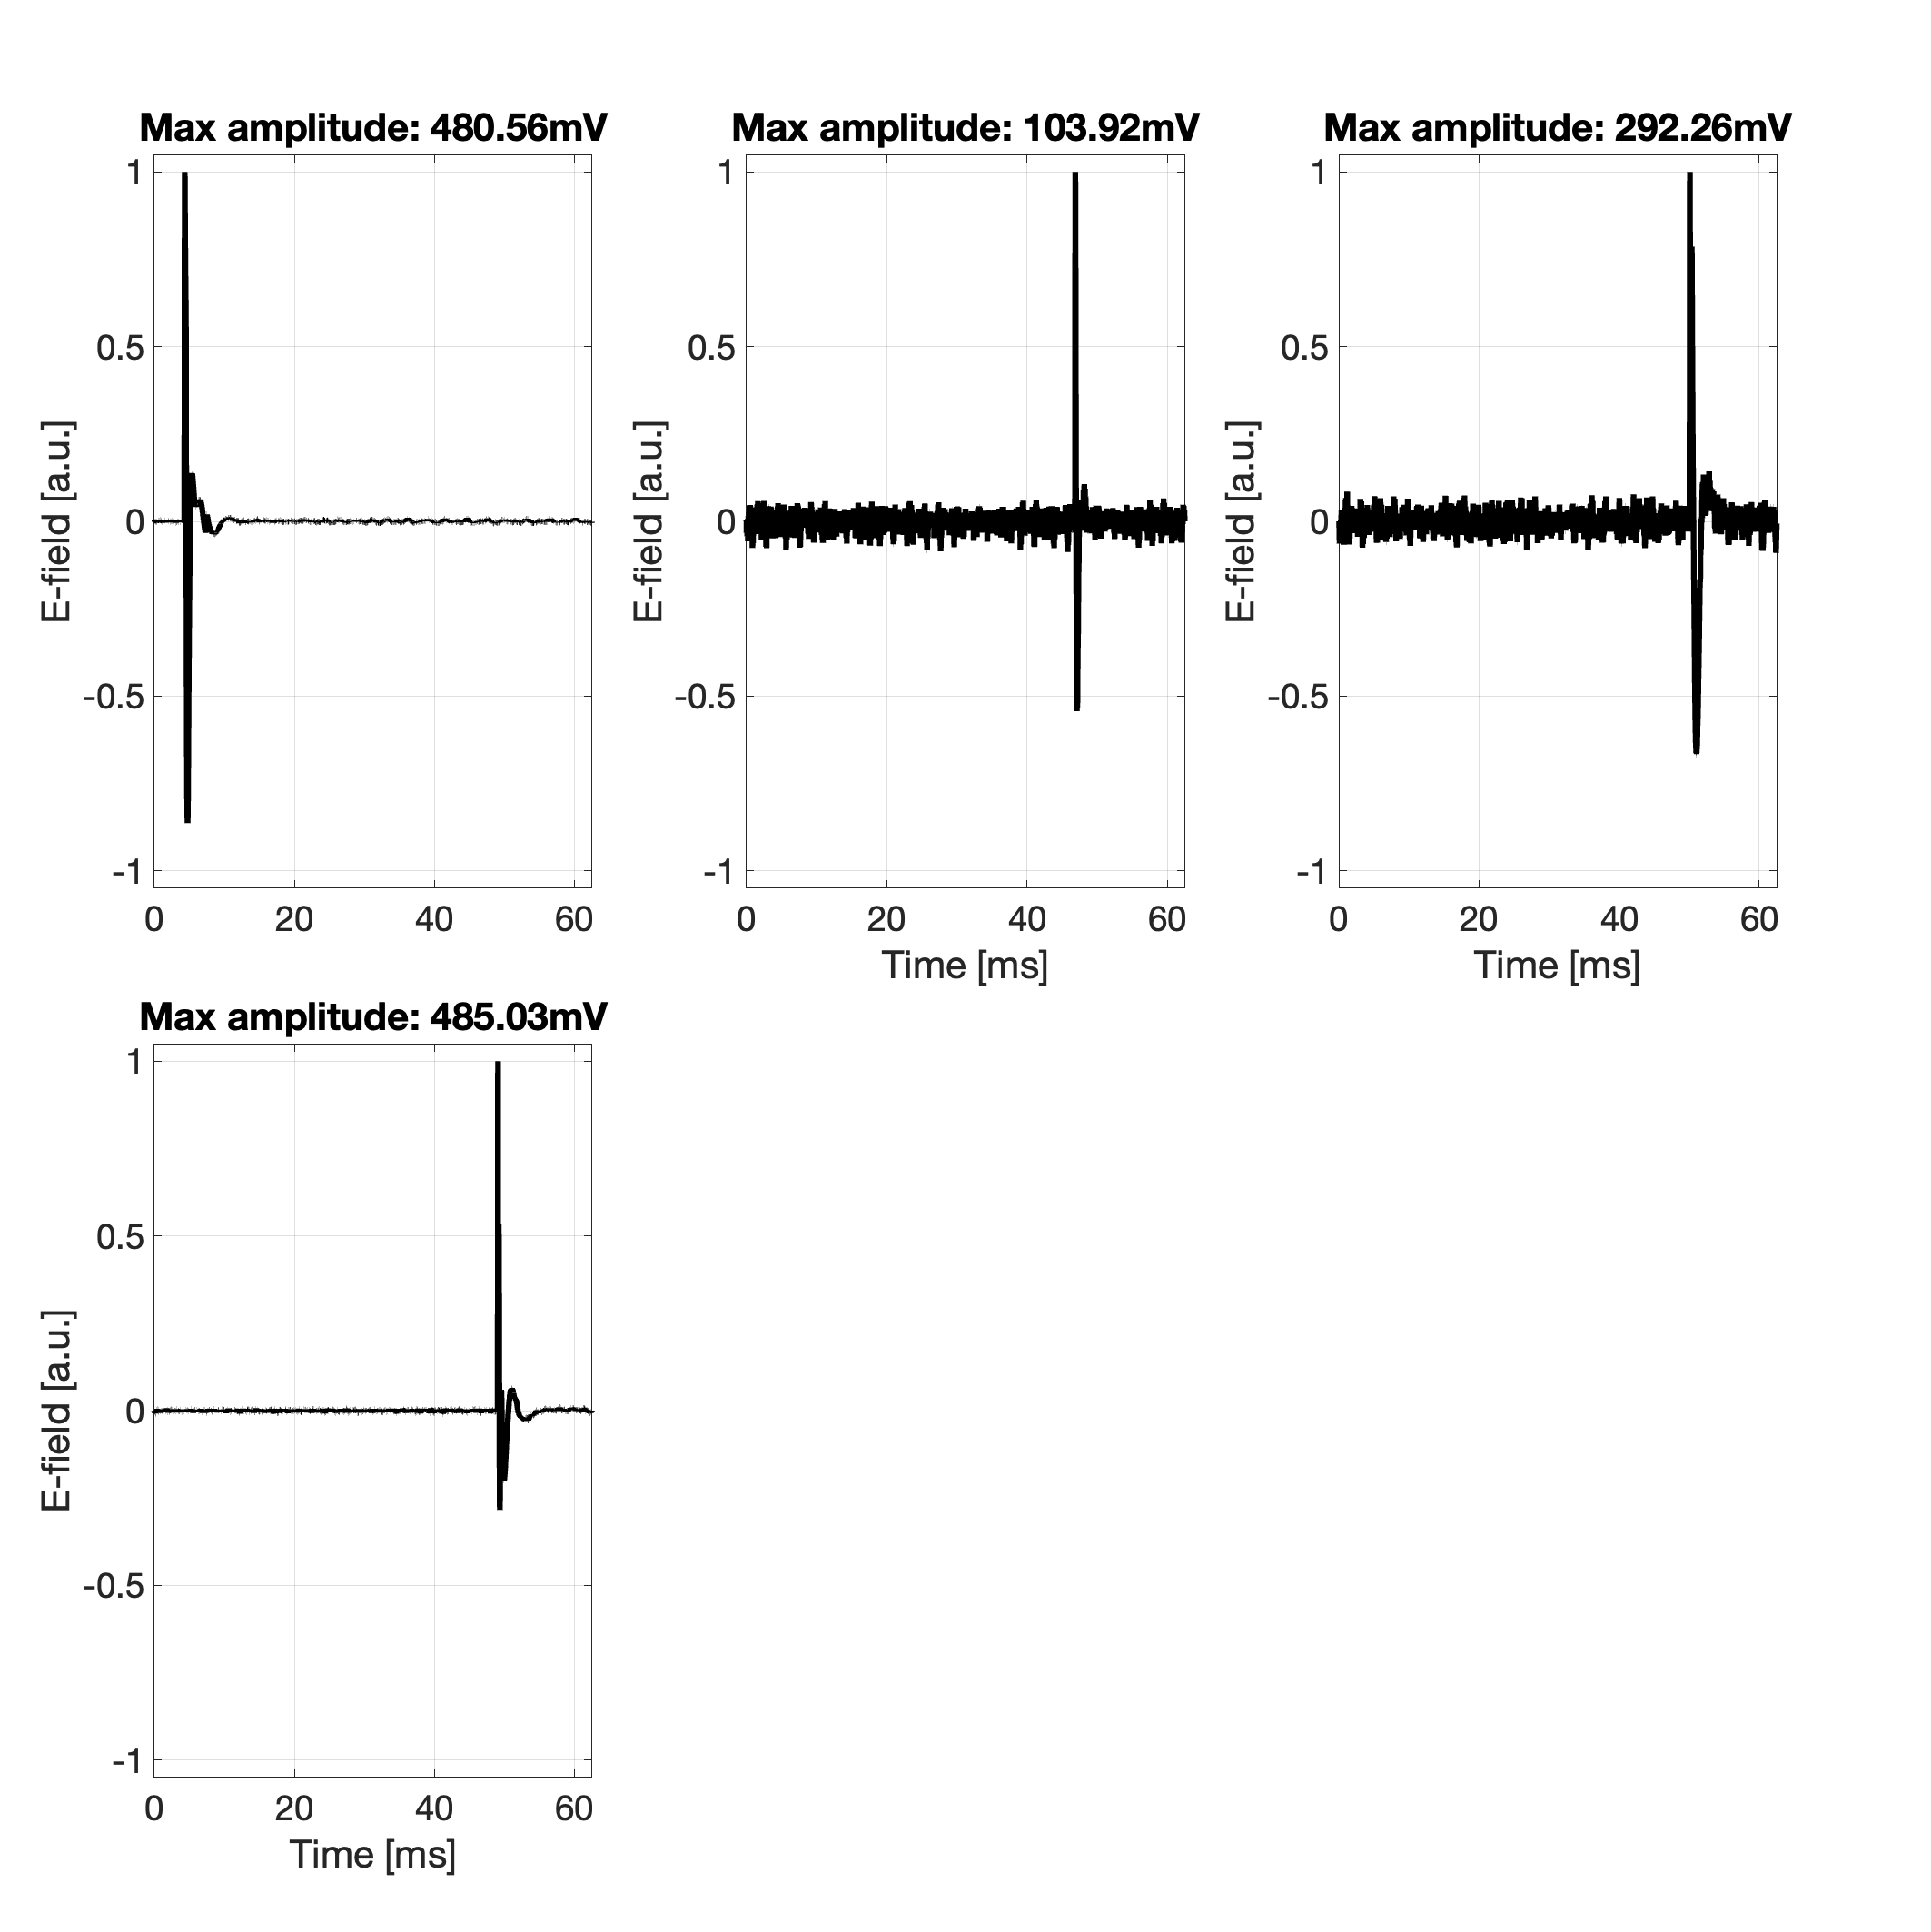 Max amplitude: 480.56mV
1
0.5
0
-0.5
-1
E-field [a.u.]
0 20 40 60
Max amplitude: 103.92mV
1
0.5
0
-0.5
-1
E-field [a.u.]
0 20 40 60
Time [ms]
Max amplitude: 292.26mV
1
0.5
0
-0.5
-1
E-field [a.u.]
0 20 40 60
Time [ms]
Max amplitude: 485.03mV
1
0.5
0
-0.5
-1
E-field [a.u.]
0 20 40 60
Time [ms]